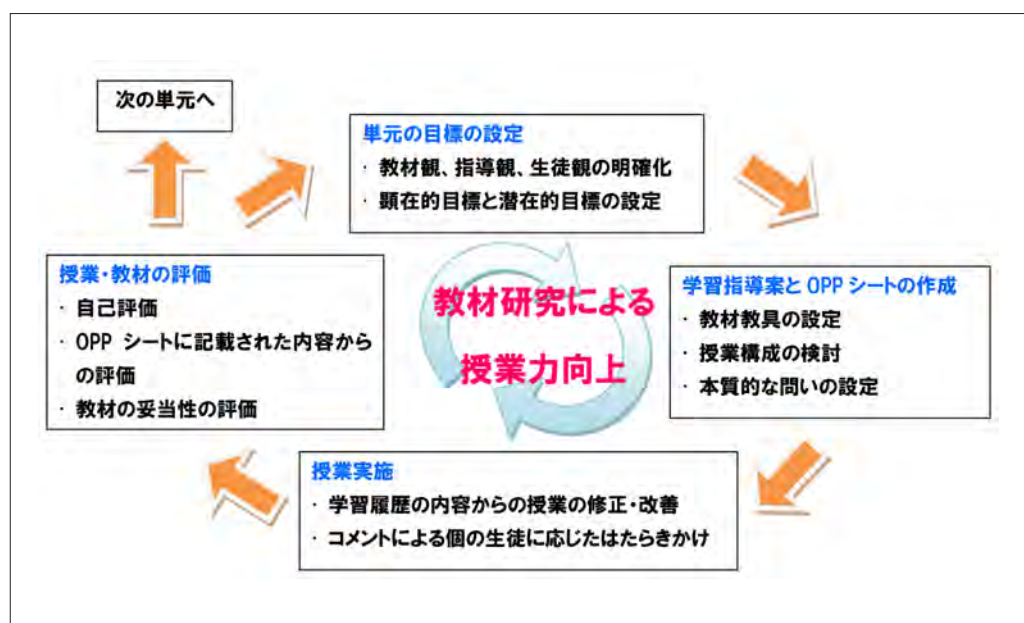 次の単元へ
単元の目標の設定
· 教材観、指導観、生徒観の明確化
· 顕在的目標と潜在的目標の設定
学習指導案と OPP シートの作成
· 教材教具の設定
· 授業構成の検討
· 本質的な問いの設定
授業実施
· 学習履歴の内容からの授業の修正・改善
· コメントによる個の生徒に応じたはたらきかけ
授業・教材の評価
· 自己評価
· OPP シートに記載された内容から
の評価
· 教材の妥当性の評価
教材研究による
授業力向上